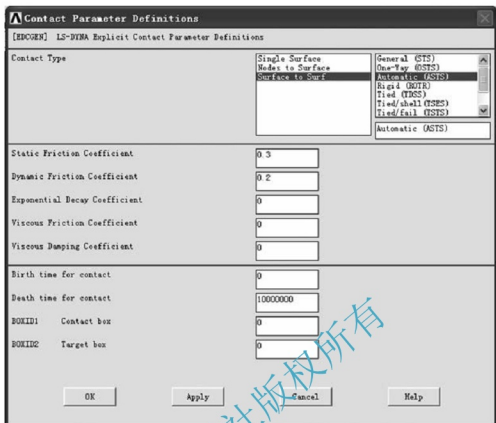 Contact Parameter Definitions
[EDCGEN] LS-DYNA Explicit Contact Parameter Definitions
Contact Type
Single Surface
Nodes to Surface
Surface to Surf
General (STS)
One-Way (OSTS)
Automatic (ASTS)
Rigid (ROTR)
Tied (TDSS)
Tied/shell (TSES)
Tied/fail (TSTS)
Automatic (ASTS)
Static Friction Coefficient 0.3
Dynamic Friction Coefficient 0.2
Exponential Decay Coefficient 0
Viscous Friction Coefficient 0
Viscous Damping Coefficient 0
Birth time for contact 0
Death time for contact 10000000
BOXID1 Contact box 0
BOXID2 Target box 0
OK Apply Cancel Help
社版权所有